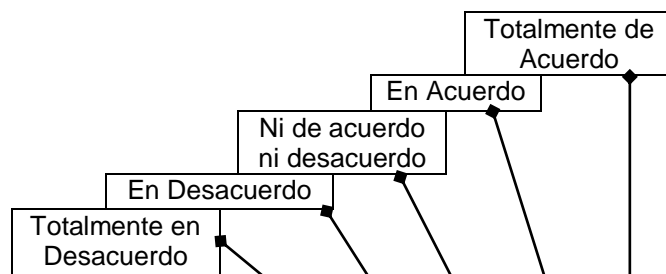 Totalmente de
Acuerdo
En Acuerdo
Ni de acuerdo
ni desacuerdo
En Desacuerdo
Totalmente en
Desacuerdo